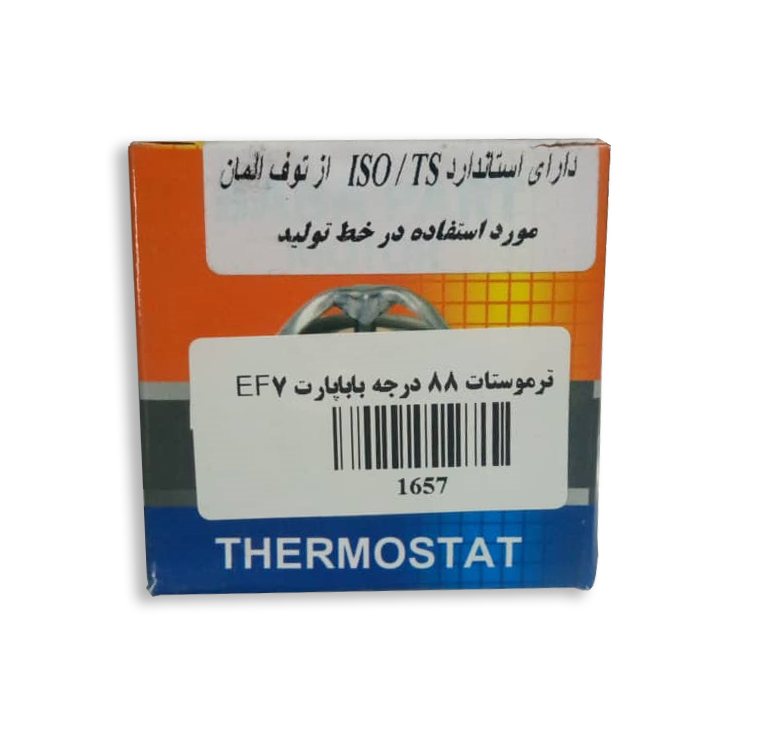 دارای استاندارد ISO / TS از توف المان
مورد استفاده در خط تولید
ترموستات ۸۸ درجه باباپارت EF۷
1657
THERMOSTAT